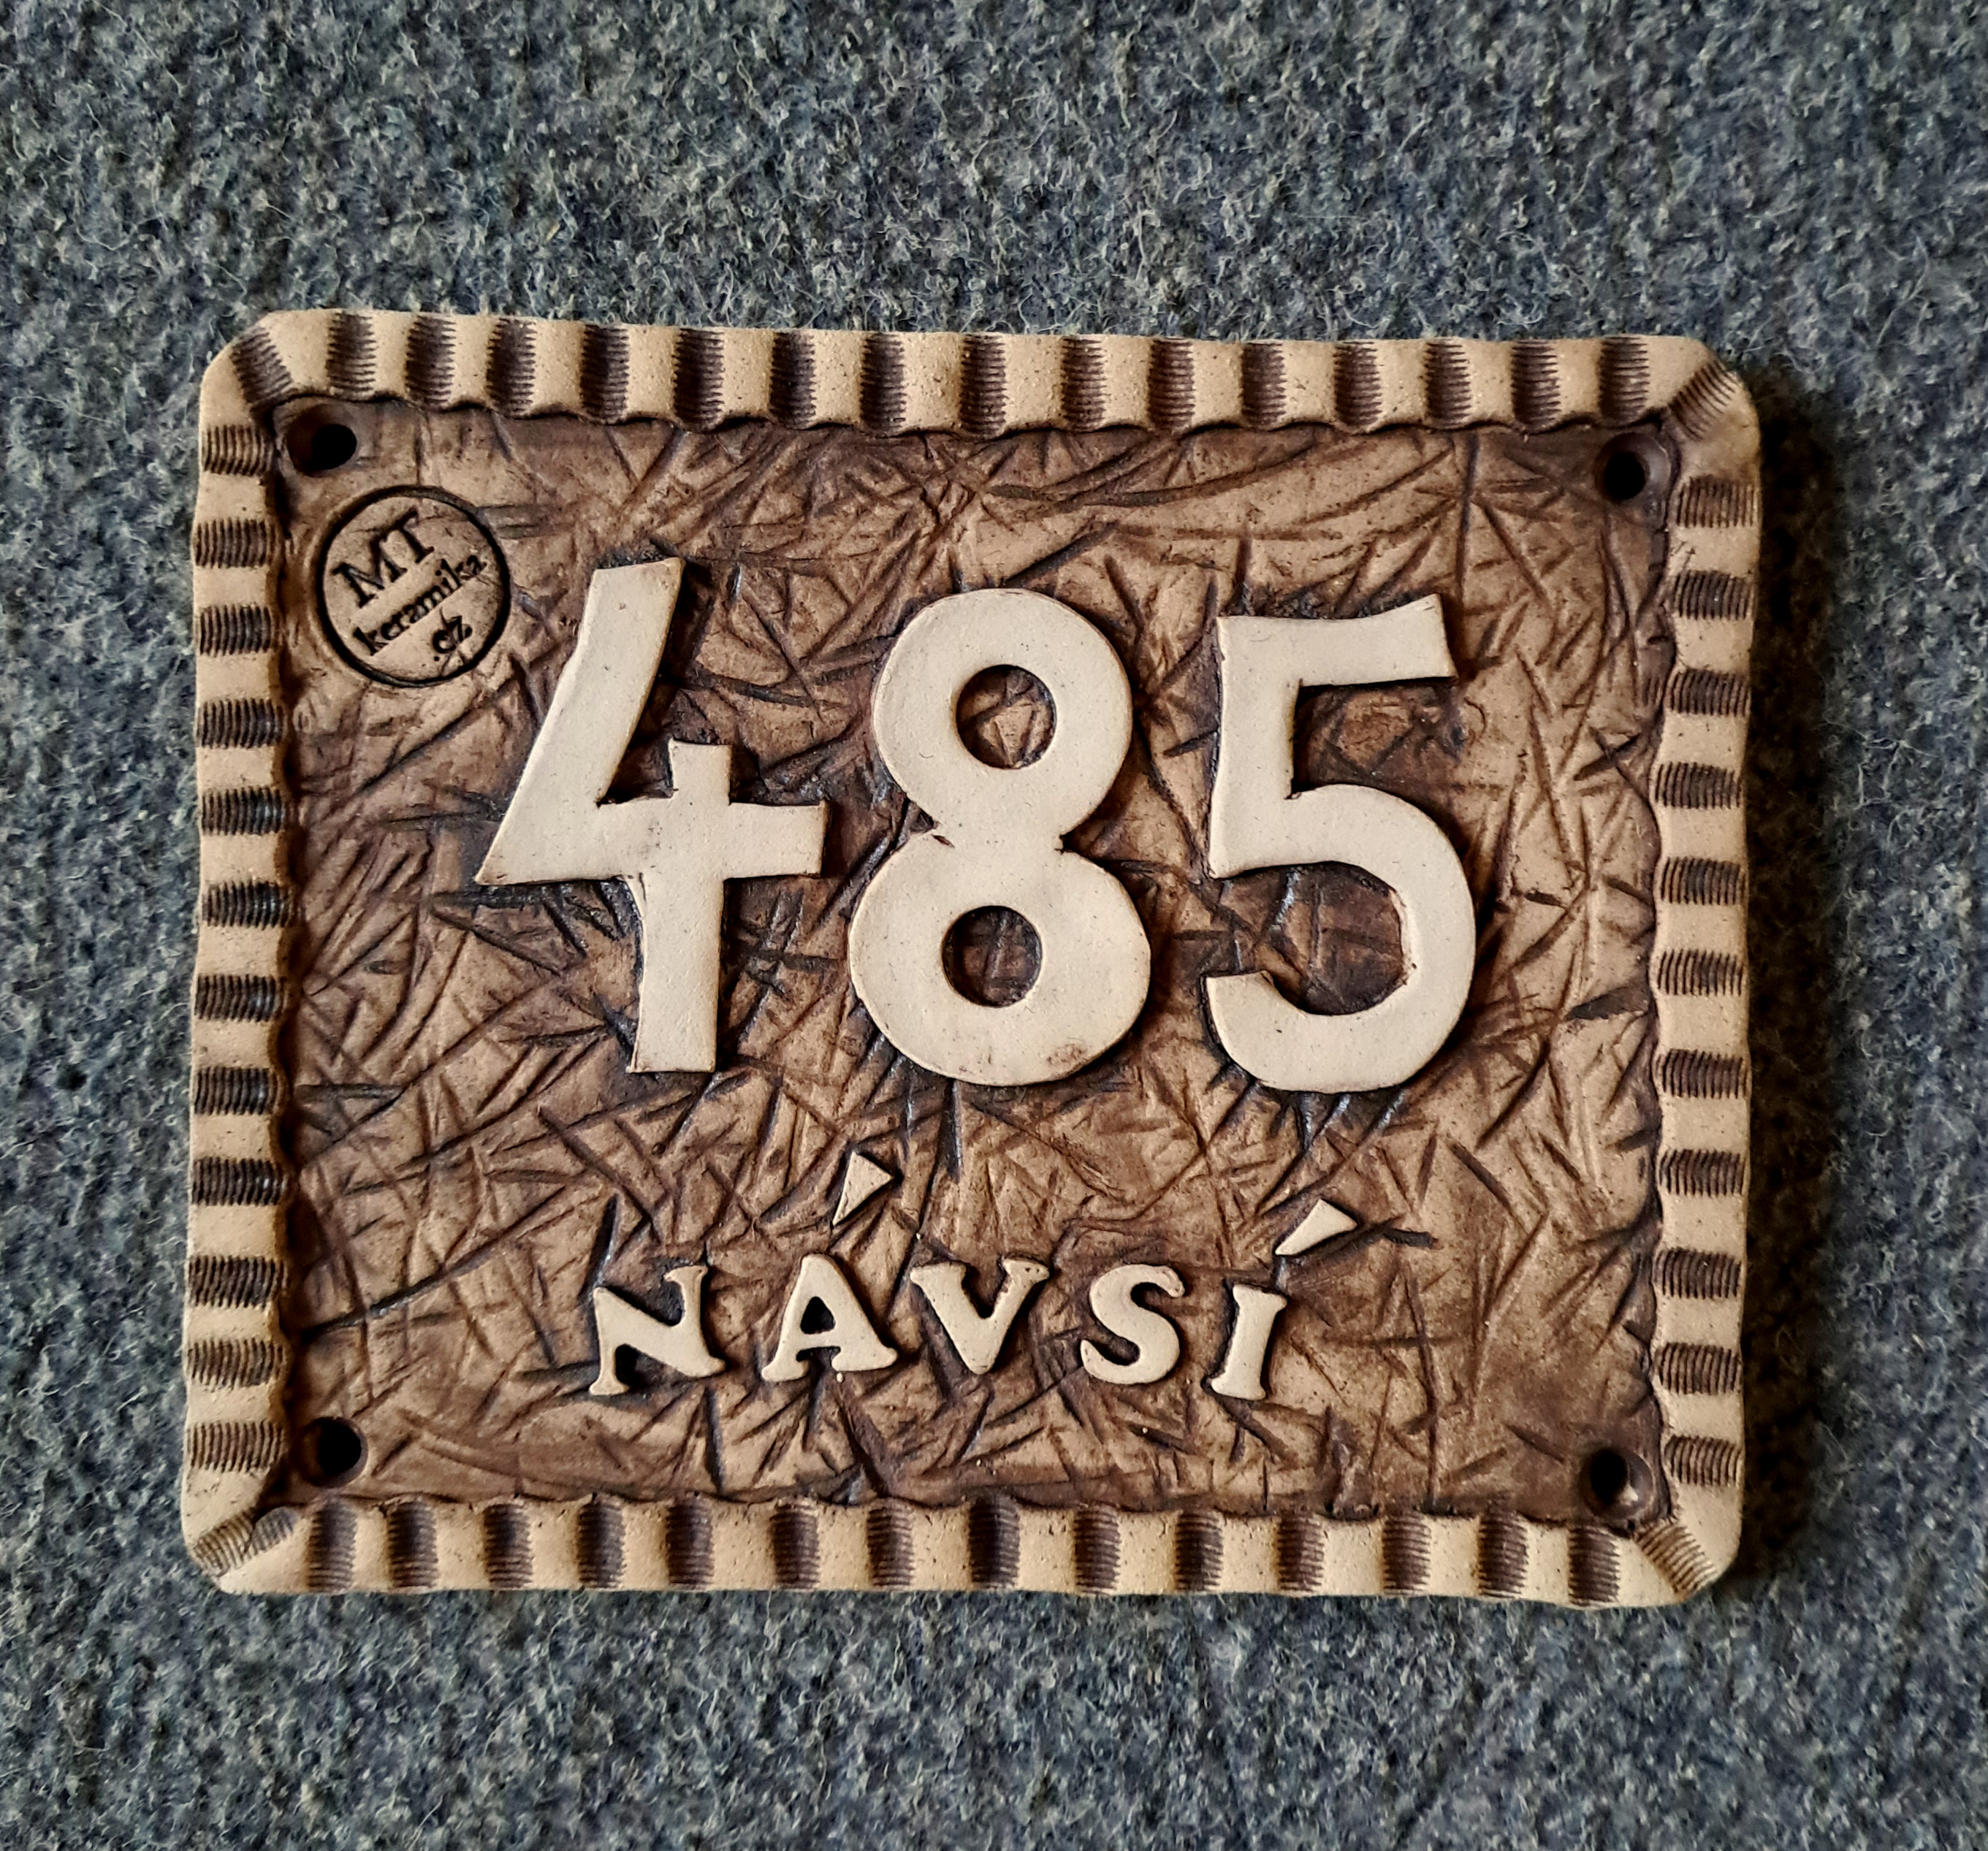 MT
keramika
.cz
485
NÁVSÍ